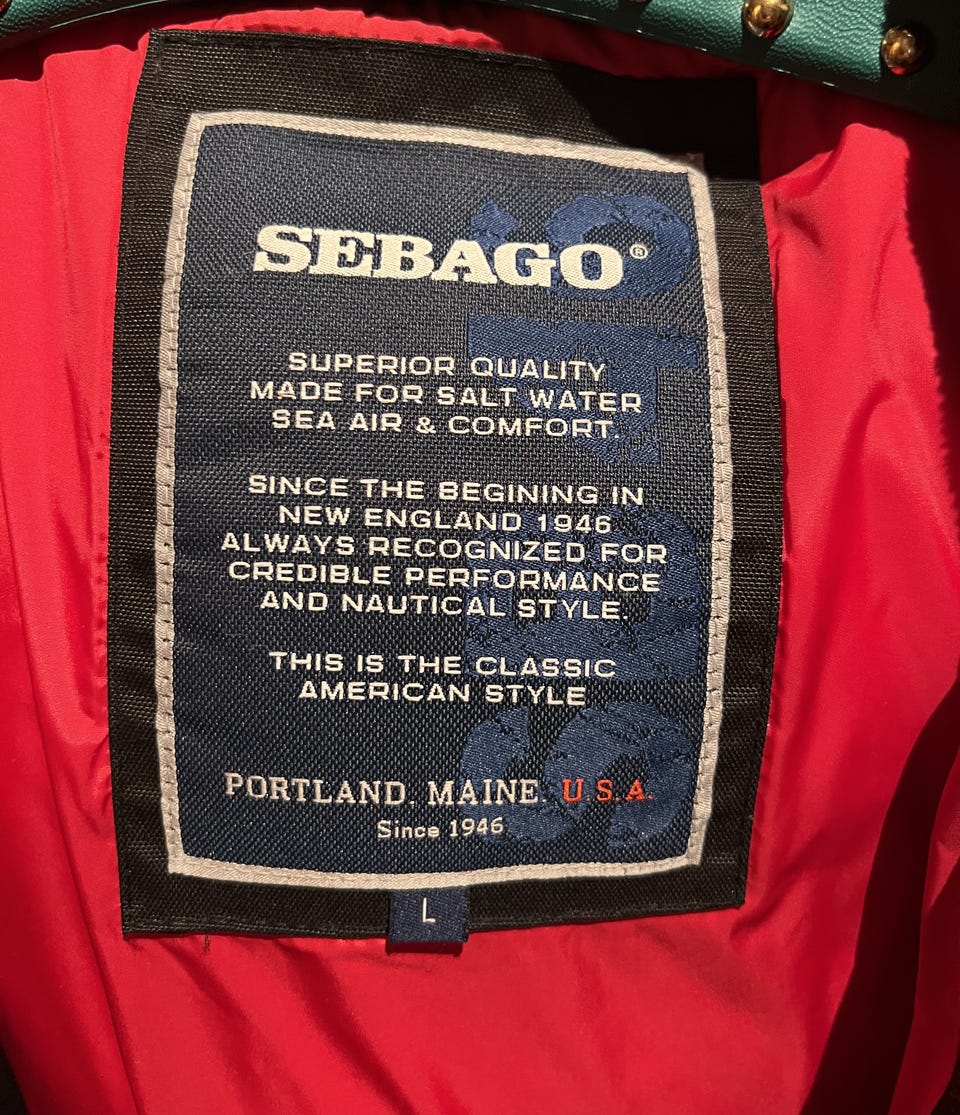 SEBAGO®
SUPERIOR QUALITY
MADE FOR SALT WATER
SEA AIR & COMFORT.
SINCE THE BEGINING IN
NEW ENGLAND 1946
ALWAYS RECOGNIZED FOR
CREDIBLE PERFORMANCE
AND NAUTICAL STYLE.
THIS IS THE CLASSIC
AMERICAN STYLE
PORTLAND. MAINE. U.S.A.
Since 1946
L